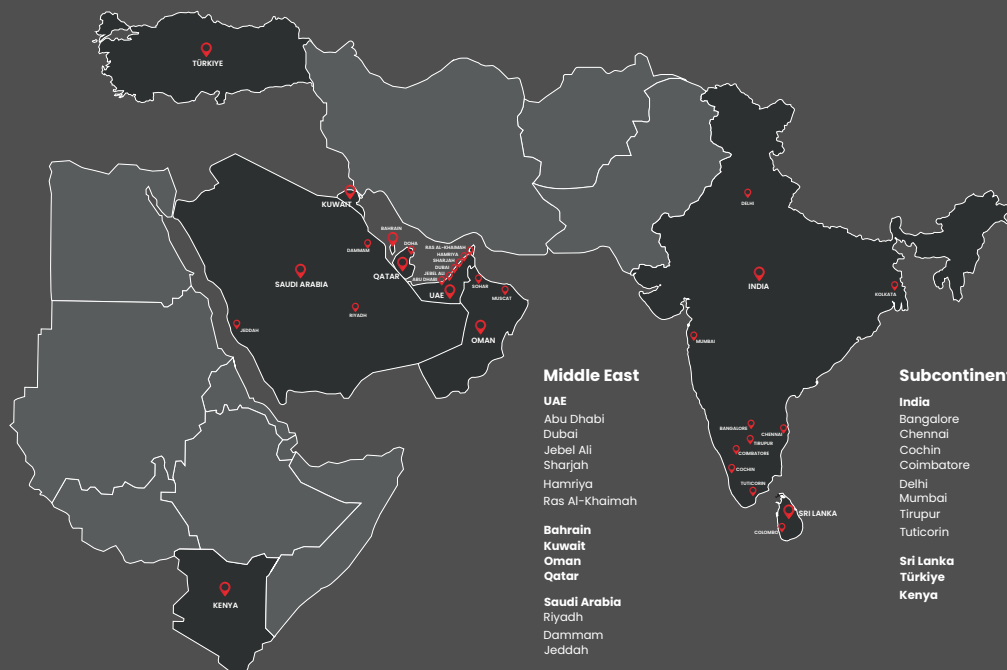 TÜRKIYE
KUWAIT
BAHRAIN
DAMMAM
DOHA
QATAR
RAS AL-KHAIMAH
HAMRIYA
SHARJAH
DUBAI
JEBEL ALI
ABU DHABI
UAE
SOHAR
MUSCAT
OMAN
SAUDI ARABIA
RIYADH
JEDDAH
KENYA
DELHI
INDIA
KOLKATA
MUMBAI
BANGALORE
CHENNAI
TIRUPUR
COIMBATORE
COCHIN
TUTICORIN
SRI LANKA
COLOMBO
Middle East
UAE
Abu Dhabi
Dubai
Jebel Ali
Sharjah
Hamriya
Ras Al-Khaimah
Bahrain
Kuwait
Oman
Qatar
Saudi Arabia
Riyadh
Dammam
Jeddah
Subcontinent
India
Bangalore
Chennai
Cochin
Coimbatore
Delhi
Mumbai
Tirupur
Tuticorin
Sri Lanka
Türkiye
Kenya